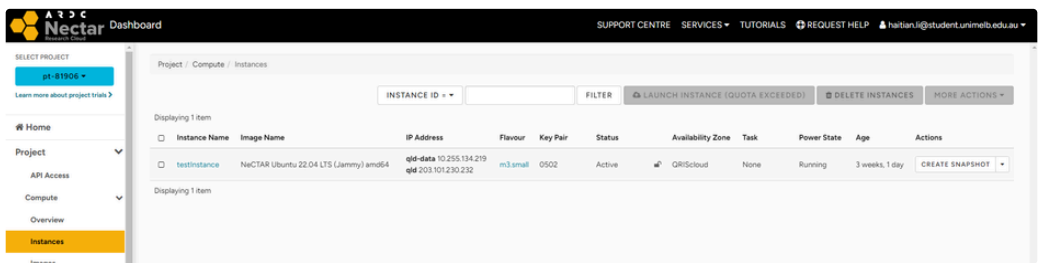 ARDC
Nectar Dashboard
Research Cloud
SUPPORT CENTRE SERVICES TUTORIALS REQUEST HELP haitian.li@student.unimelb.edu.au
SELECT PROJECT
pt-81906
Learn more about project trials
Home
Project
API Access
Compute
Overview
Instances
Images
Project / Compute / Instances
INSTANCE ID = FILTER LAUNCH INSTANCE (QUOTA EXCEEDED) DELETE INSTANCES MORE ACTIONS
Displaying 1 item
Instance Name Image Name IP Address Flavour Key Pair Status Availability Zone Task Power State Age Actions
testinstance NeCTAR Ubuntu 22.04 LTS (Jammy) amd64 qld-data 10.255.134.219 m3.small 0502 Active QRIScloud None Running 3 weeks, 1 day CREATE SNAPSHOT
qld 203.101.230.232
Displaying 1 item